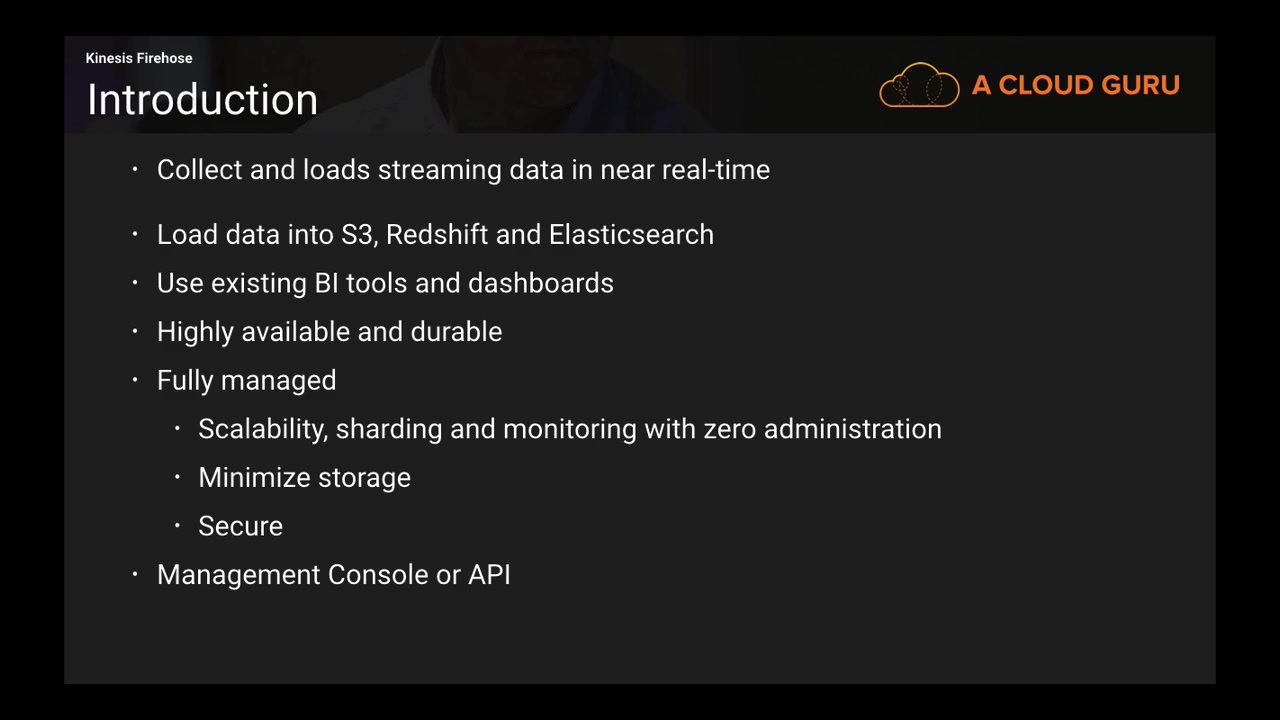 Kinesis Firehose
Introduction
A CLOUD GURU
• Collect and loads streaming data in near real-time
• Load data into S3, Redshift and Elasticsearch
• Use existing BI tools and dashboards
• Highly available and durable
• Fully managed
• Scalability, sharding and monitoring with zero administration
• Minimize storage
• Secure
• Management Console or API